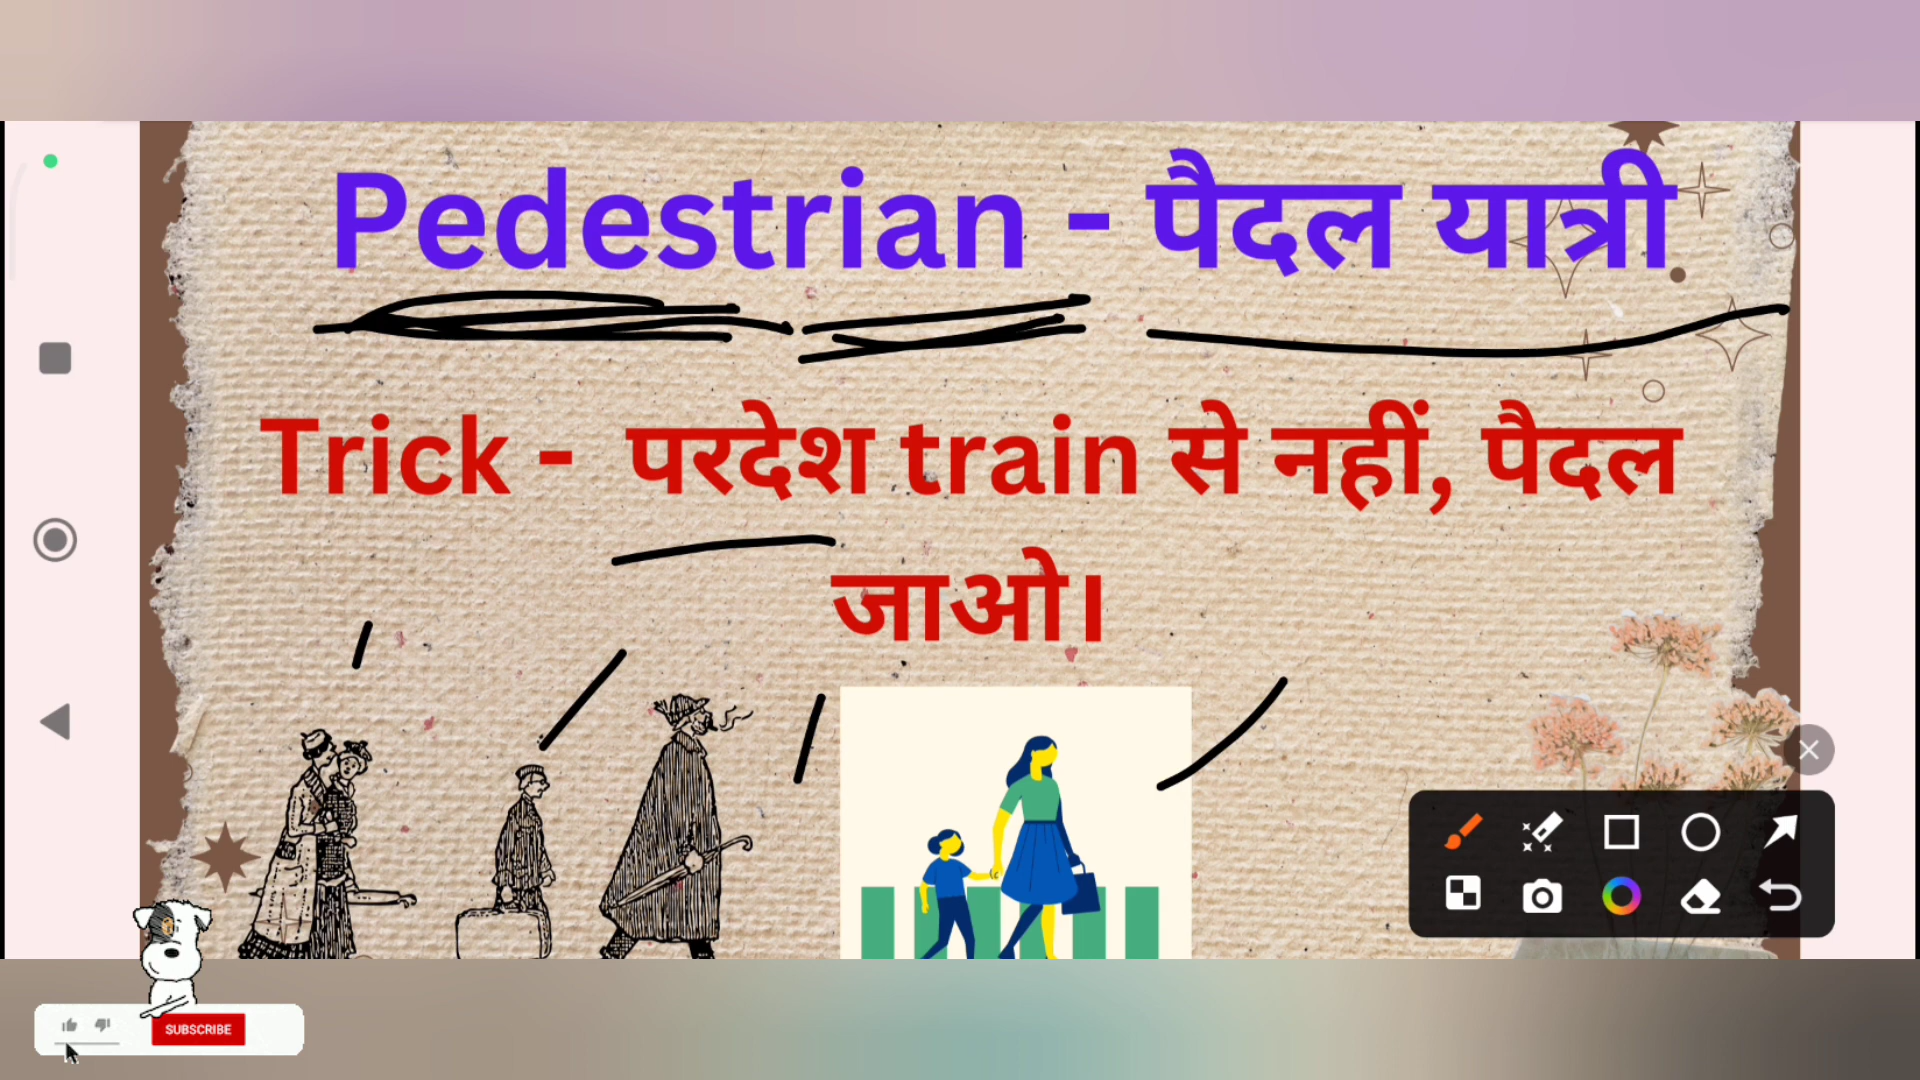 Pedestrian - पैदल यात्री
Trick - परदेश train से नहीं, पैदल
जाओ।
SUBSCRIBE